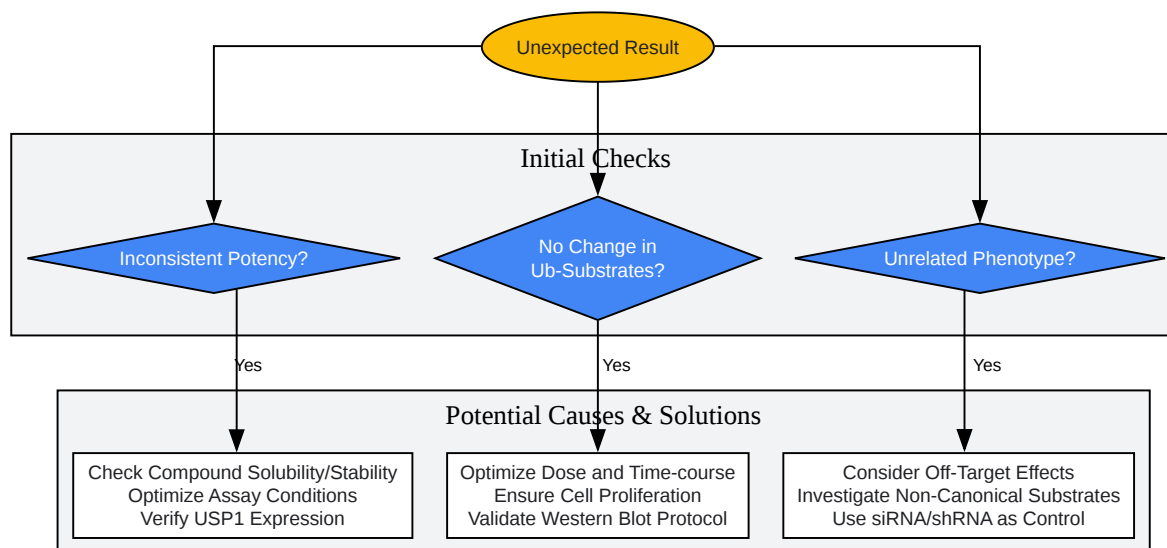 Unexpected Result
Initial Checks
Inconsistent Potency?
No Change in
Ub-Substrates?
Unrelated Phenotype?
Yes
Yes
Yes
Potential Causes & Solutions
Check Compound Solubility/Stability
Optimize Assay Conditions
Verify USP1 Expression
Optimize Dose and Time-course
Ensure Cell Proliferation
Validate Western Blot Protocol
Consider Off-Target Effects
Investigate Non-Canonical Substrates
Use siRNA/shRNA as Control